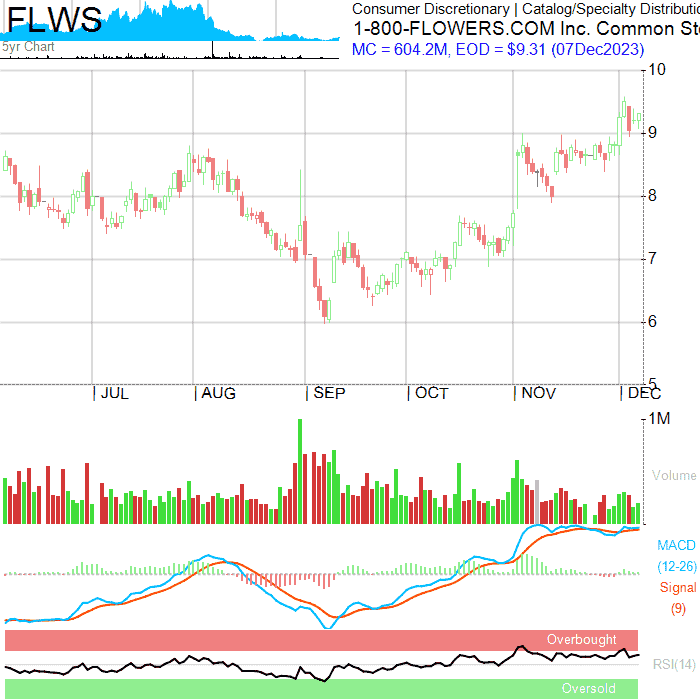 FLWS
5yr Chart
Consumer Discretionary | Catalog/Specialty Distributio
1-800-FLOWERS.COM Inc. Common Sto
MC = 604.2M, EOD = $9.31 (07Dec2023)
10
9
8
7
6
5
| JUL | AUG | SEP | OCT | NOV | DEC
1M
Volume
MACD
(12-26)
Signal
(9)
Overbought
RSI(14)
Oversold